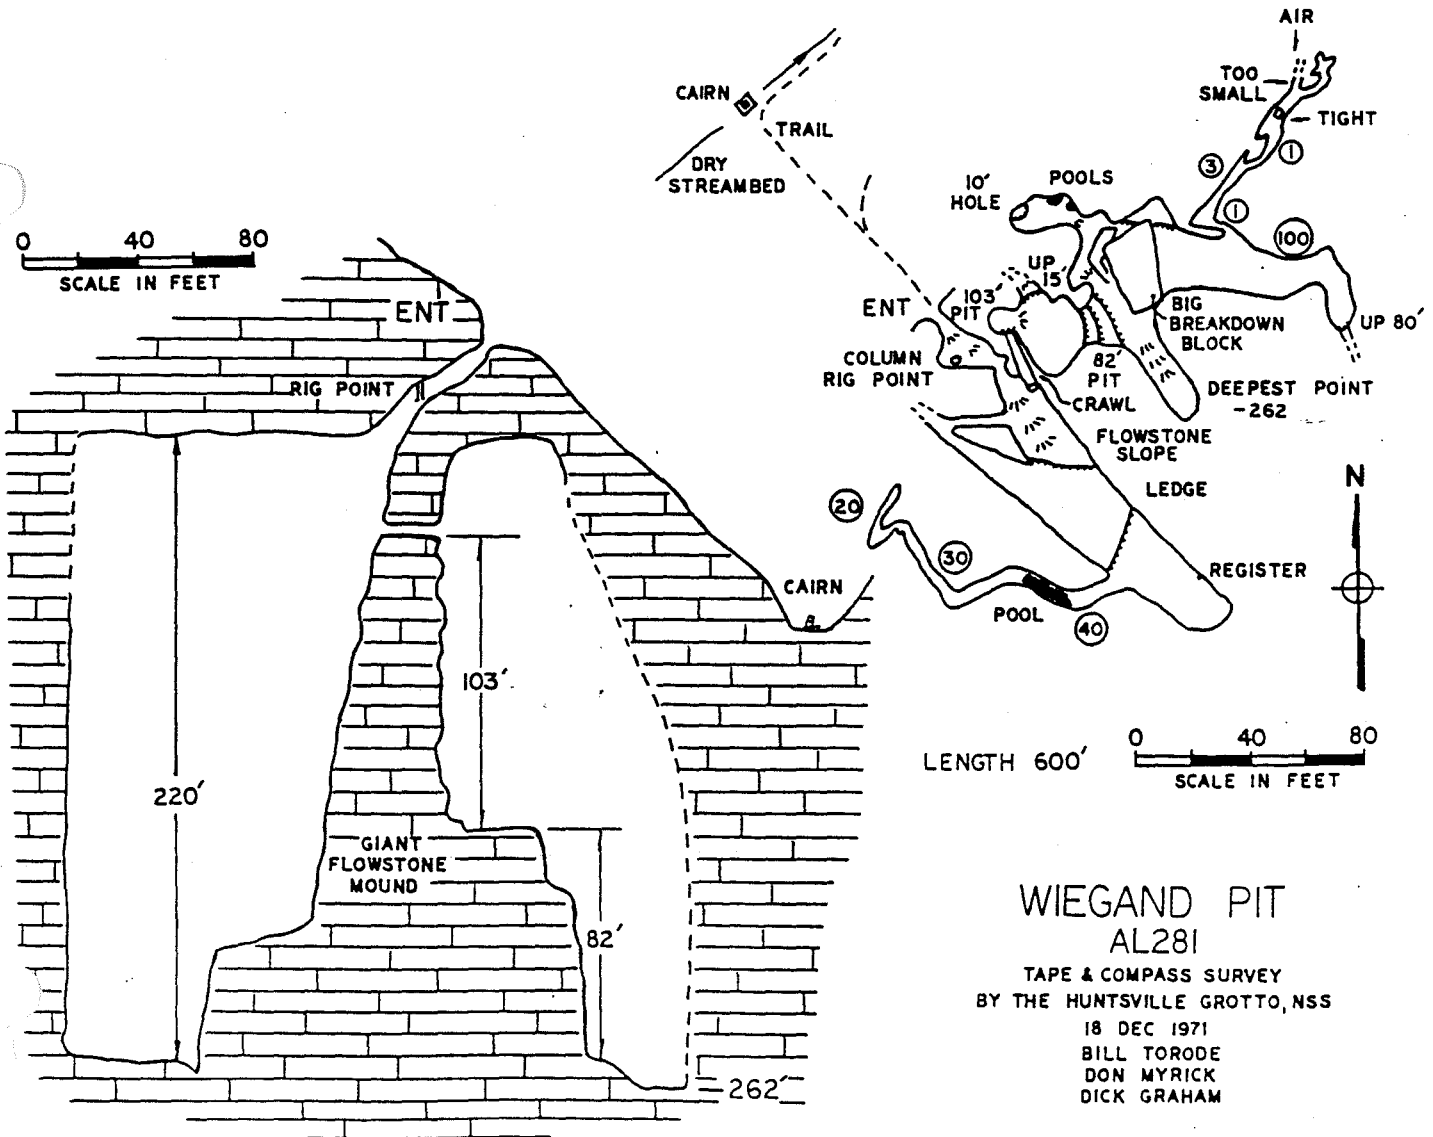 0 40 80
SCALE IN FEET
ENT
RIG POINT
CAIRN
103′
220′
GIANT
FLOWSTONE
MOUND
82′
262′
AIR
TOO
SMALL
TIGHT
CAIRN
TRAIL
DRY
STREAMBED
3
1
1
10′
HOLE
POOLS
100
UP
15′
103′
PIT
ENT
BIG
BREAKDOWN
BLOCK
UP 80′
COLUMN
RIG POINT
82′
PIT
CRAWL
DEEPEST POINT
-262
FLOWSTONE
SLOPE
LEDGE
N
20
30
REGISTER
POOL
40
LENGTH 600′
0 40 80
SCALE IN FEET
WIEGAND PIT
AL281
TAPE & COMPASS SURVEY
BY THE HUNTSVILLE GROTTO, NSS
18 DEC 1971
BILL TORODE
DON MYRICK
DICK GRAHAM